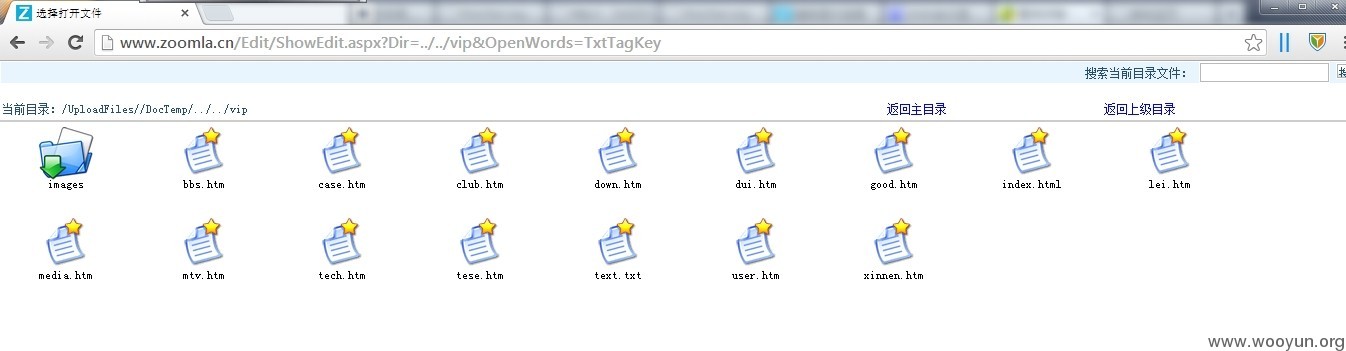 选择打开文件
www.zoomla.cn/Edit/ShowEdit.aspx?Dir=../../vip&OpenWords=TxtTagKey
搜索当前目录文件：
当前目录：/UploadFiles//DocTemp/../../vip 返回主目录 返回上级目录
images bbs.htm case.htm club.htm down.htm dui.htm good.htm index.html lei.htm
media.htm mtv.htm tech.htm tese.htm text.txt user.htm xinnen.htm
www.wooyun.org